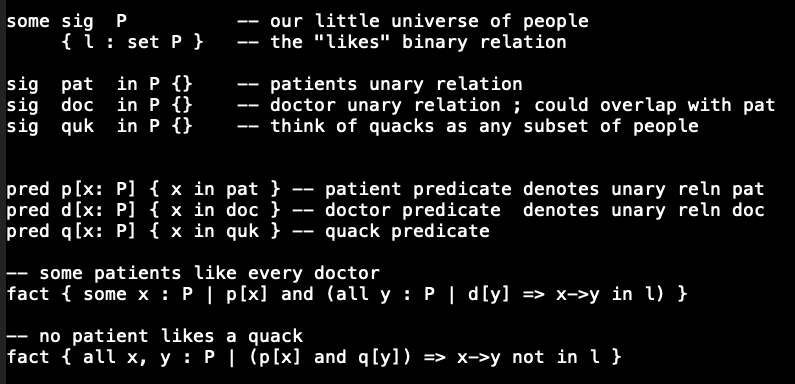 some sig  P          -- our little universe of people
     { l : set P }   -- the "likes" binary relation
sig  pat  in P {}    -- patients unary relation
sig  doc  in P {}    -- doctor unary relation ; could overlap with pat
sig  quk  in P {}    -- think of quacks as any subset of people
pred p[x: P] { x in pat } -- patient predicate denotes unary reln pat
pred d[x: P] { x in doc } -- doctor predicate  denotes unary reln doc
pred q[x: P] { x in quk } -- quack predicate
-- some patients like every doctor
fact { some x : P | p[x] and (all y : P | d[y] => x->y in l) }
-- no patient likes a quack
fact { all x, y : P | (p[x] and q[y]) => x->y not in l }